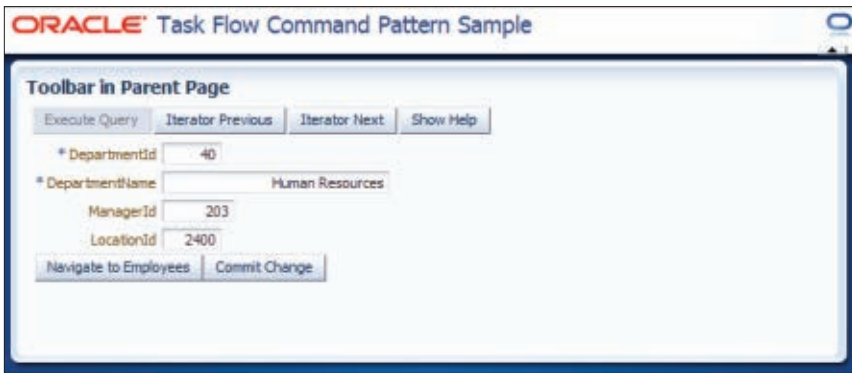 ORACLE® Task Flow Command Pattern Sample
Toolbar in Parent Page
Execute Query Iterator Previous Iterator Next Show Help
* DepartmentId 40
* DepartmentName Human Resources
ManagerId 203
LocationId 2400
Navigate to Employees Commit Change